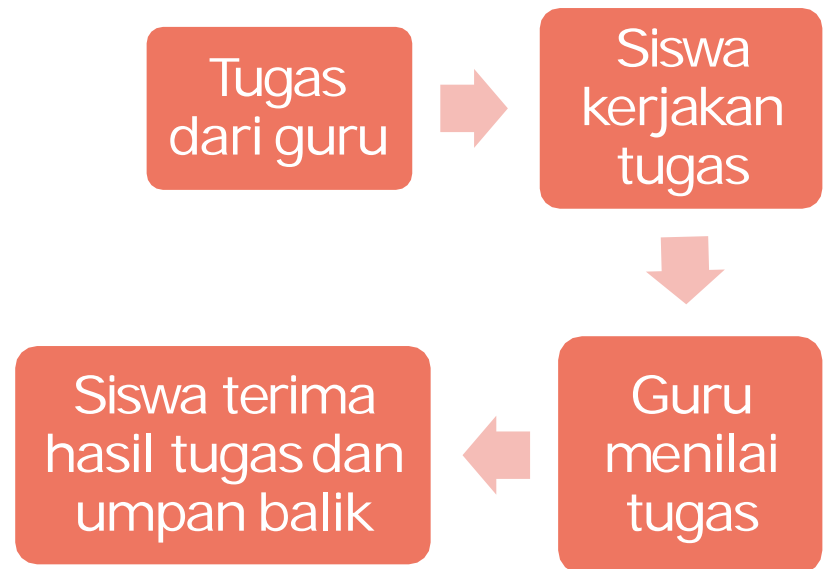 Tugas
dari guru
Siswa
kerjakan
tugas
Guru
menilai
tugas
Siswa terima
hasil tugas dan
umpan balik